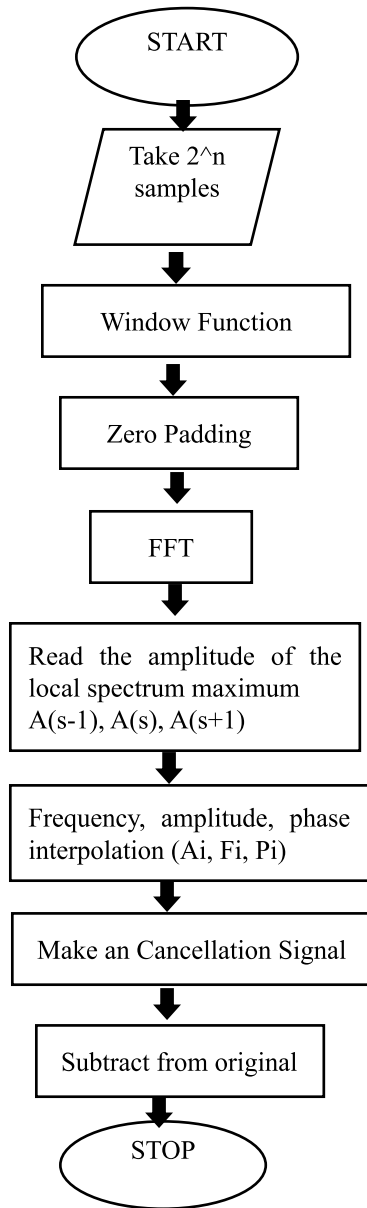 START
Take 2^n
samples
Window Function
Zero Padding
FFT
Read the amplitude of the
local spectrum maximum
A(s-1), A(s), A(s+1)
Frequency, amplitude, phase
interpolation (Ai, Fi, Pi)
Make an Cancellation Signal
Subtract from original
STOP